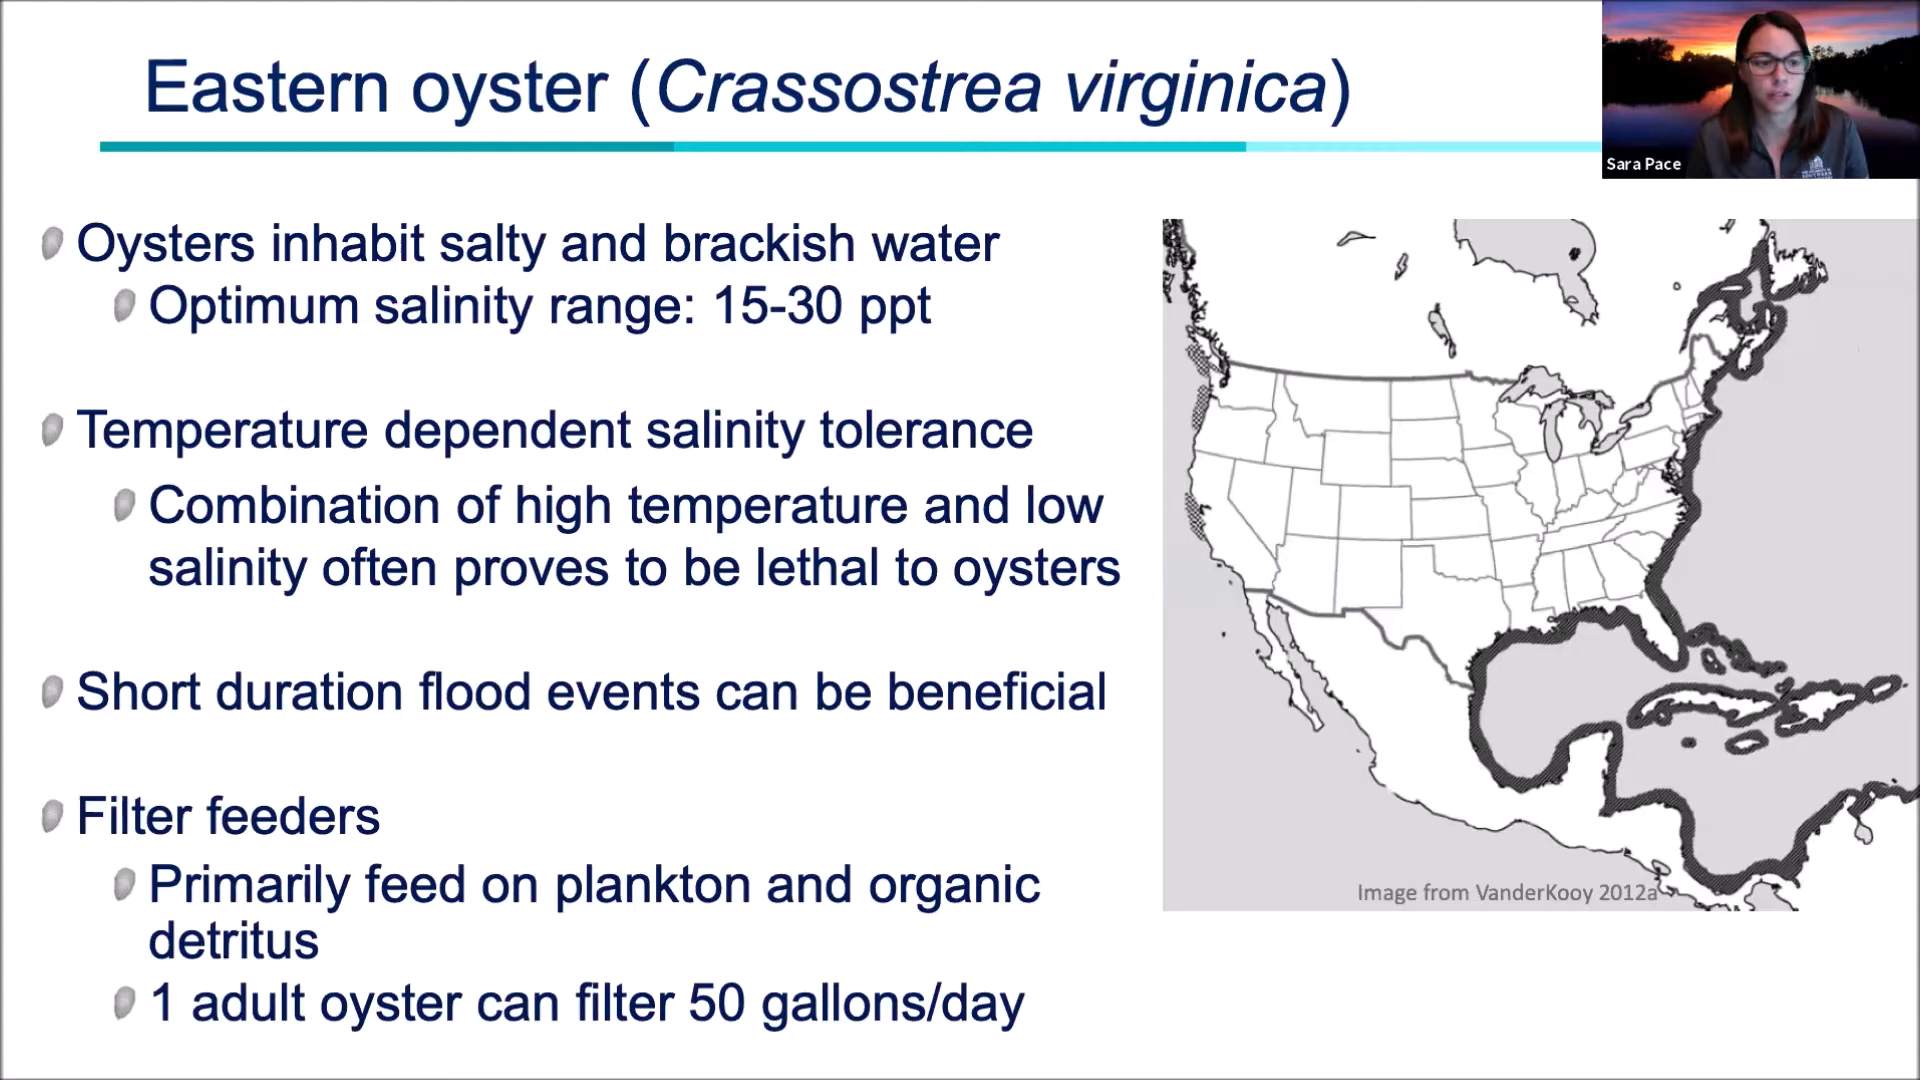 Eastern oyster (Crassostrea virginica)
Sara Pace
Oysters inhabit salty and brackish water
Optimum salinity range: 15-30 ppt
Temperature dependent salinity tolerance
Combination of high temperature and low
salinity often proves to be lethal to oysters
Short duration flood events can be beneficial
Filter feeders
Primarily feed on plankton and organic
detritus
1 adult oyster can filter 50 gallons/day
Image from VanderKooy 2012a